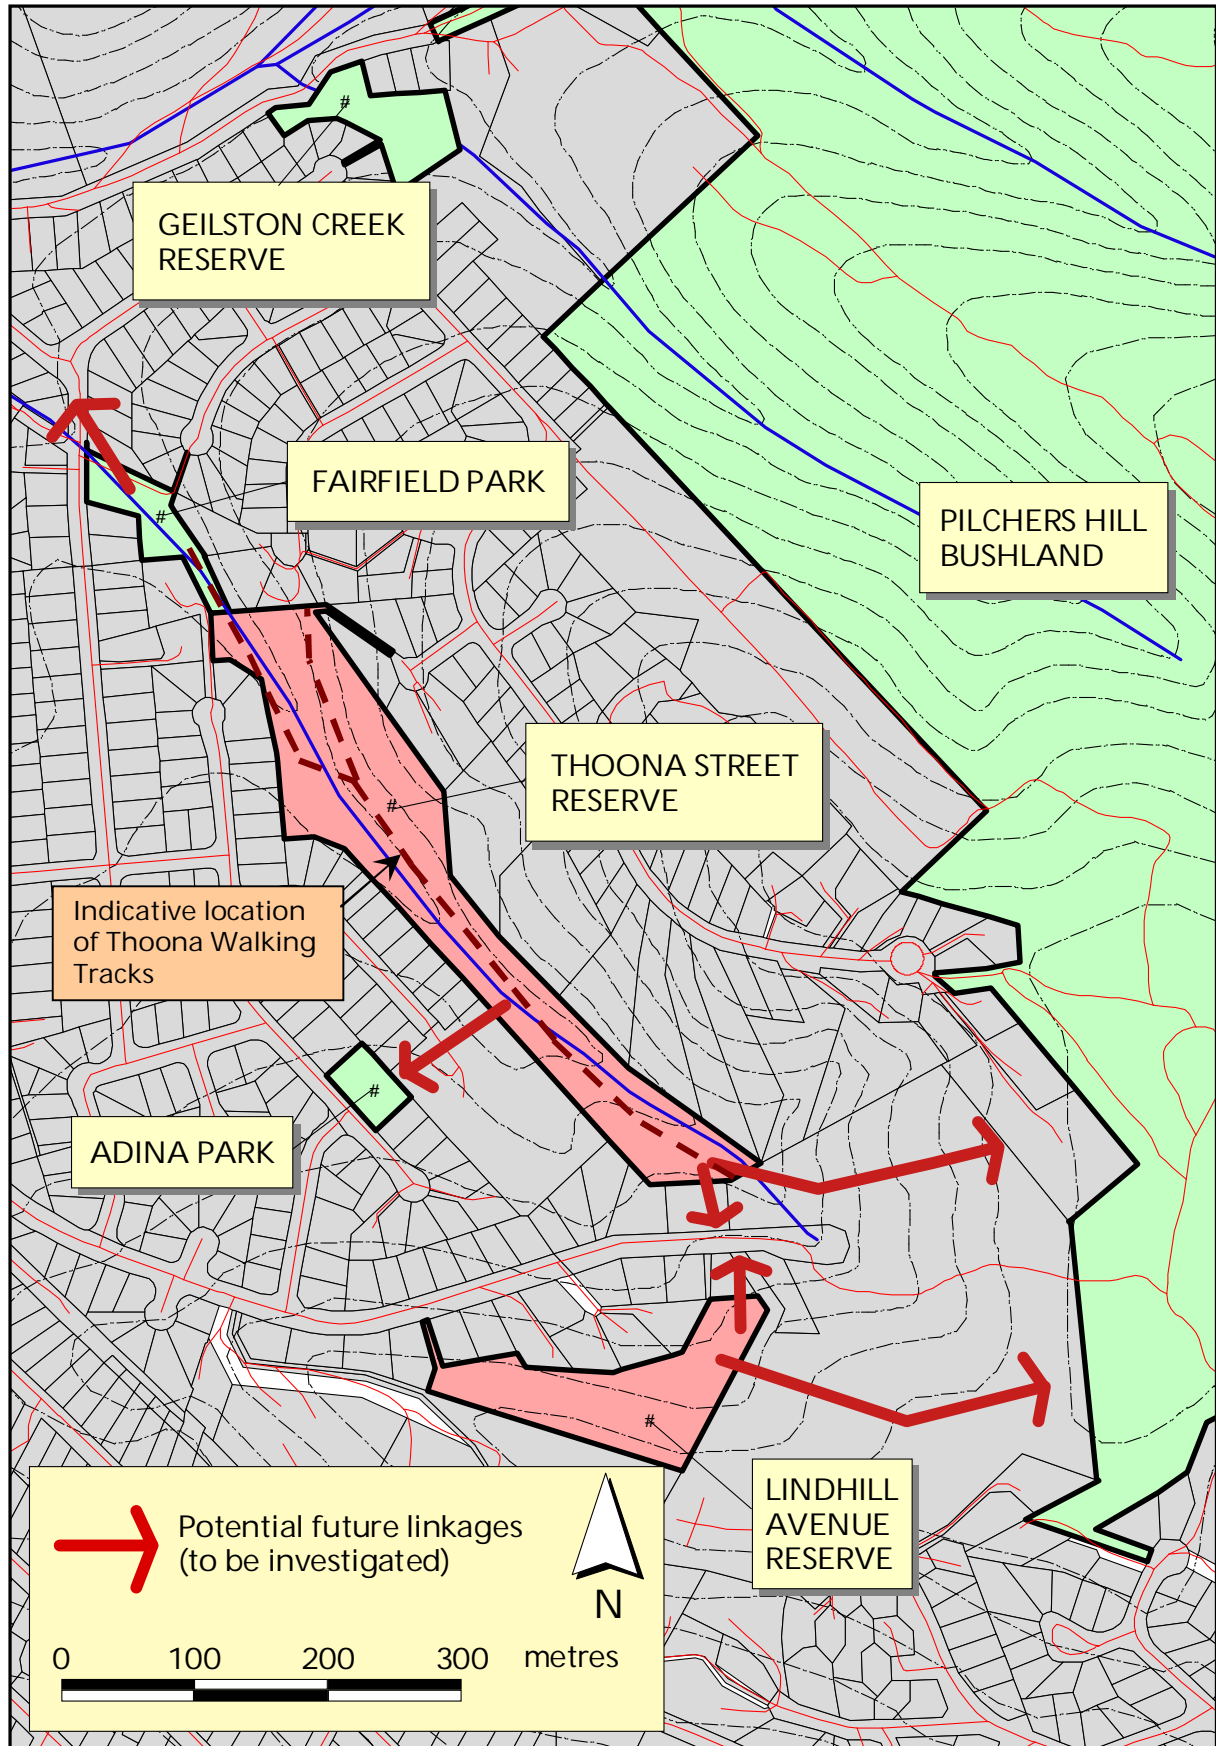 #
GEILSTON CREEK
RESERVE
FAIRFIELD PARK
#
PILCHERS HILL
BUSHLAND
THOONA STREET
RESERVE
#
Indicative location
of Thoona Walking
Tracks
#
ADINA PARK
#
LINDHILL
AVENUE
RESERVE
Potential future linkages
(to be investigated)
N
0 100 200 300 metres